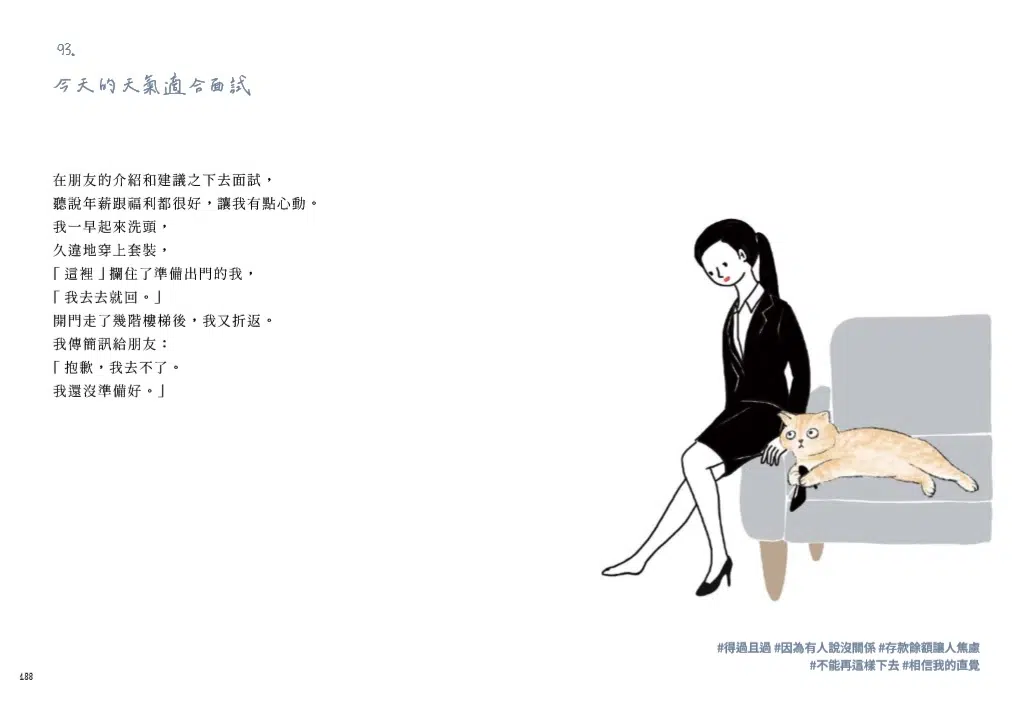 93.
今天的天氣適合面試
在朋友的介紹和建議之下去面試，
聽說年薪跟福利都很好，讓我有點心動。
我一早起來洗頭，
久違地穿上套裝，
「這裡」攔住了準備出門的我，
「我去去就回。」
開門走了幾階樓梯後，我又折返。
我傳簡訊給朋友：
「抱歉，我去不了。
我還沒準備好。」
#得過且過 #因為有人說沒關係 #存款餘額讓人焦慮
#不能再這樣下去 #相信我的直覺
188